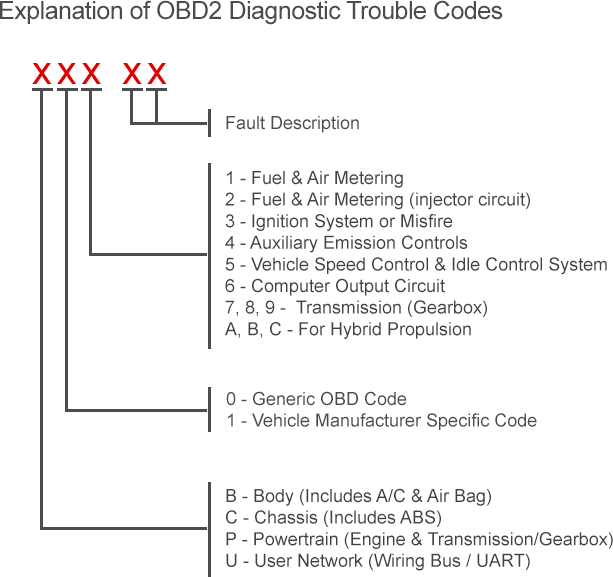 Explanation of OBD2 Diagnostic Trouble Codes
X X X X X
Fault Description
1 - Fuel & Air Metering
2 - Fuel & Air Metering (injector circuit)
3 - Ignition System or Misfire
4 - Auxiliary Emission Controls
5 - Vehicle Speed Control & Idle Control System
6 - Computer Output Circuit
7, 8, 9 -  Transmission (Gearbox)
A, B, C - For Hybrid Propulsion
0 - Generic OBD Code
1 - Vehicle Manufacturer Specific Code
B - Body (Includes A/C & Air Bag)
C - Chassis (Includes ABS)
P - Powertrain (Engine & Transmission/Gearbox)
U - User Network (Wiring Bus / UART)